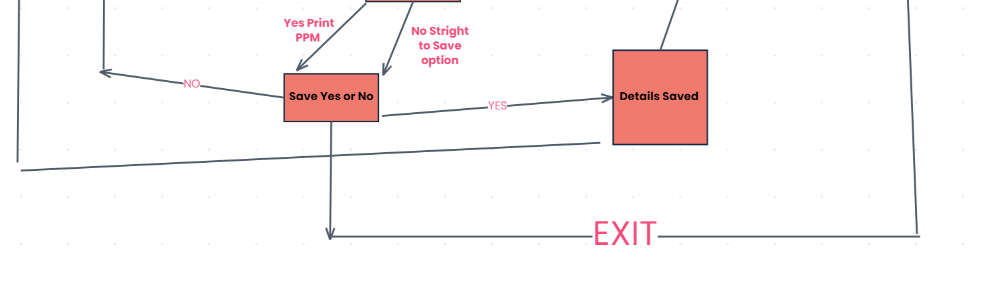 Yes Print
PPM
No Stright
to Save
option
NO
Save Yes or No
YES
Details Saved
EXIT